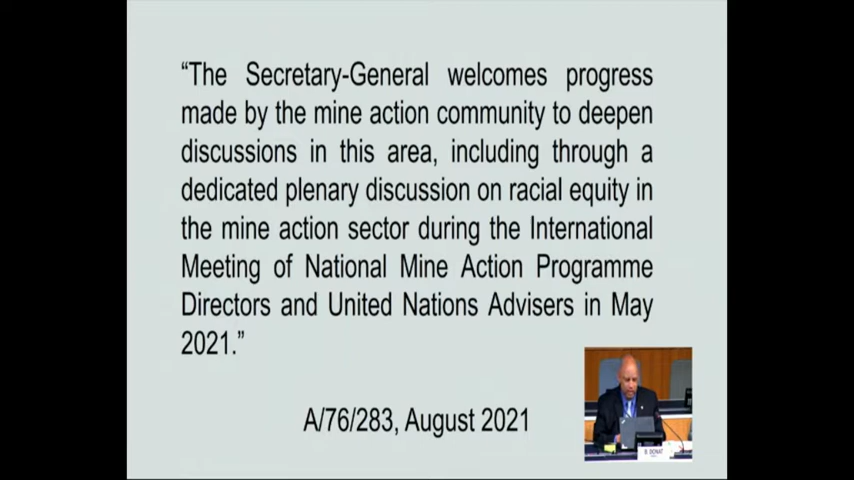 “The Secretary-General welcomes progress
made by the mine action community to deepen
discussions in this area, including through a
dedicated plenary discussion on racial equity in
the mine action sector during the International
Meeting of National Mine Action Programme
Directors and United Nations Advisers in May
2021.”
A/76/283, August 2021
B. DONAT